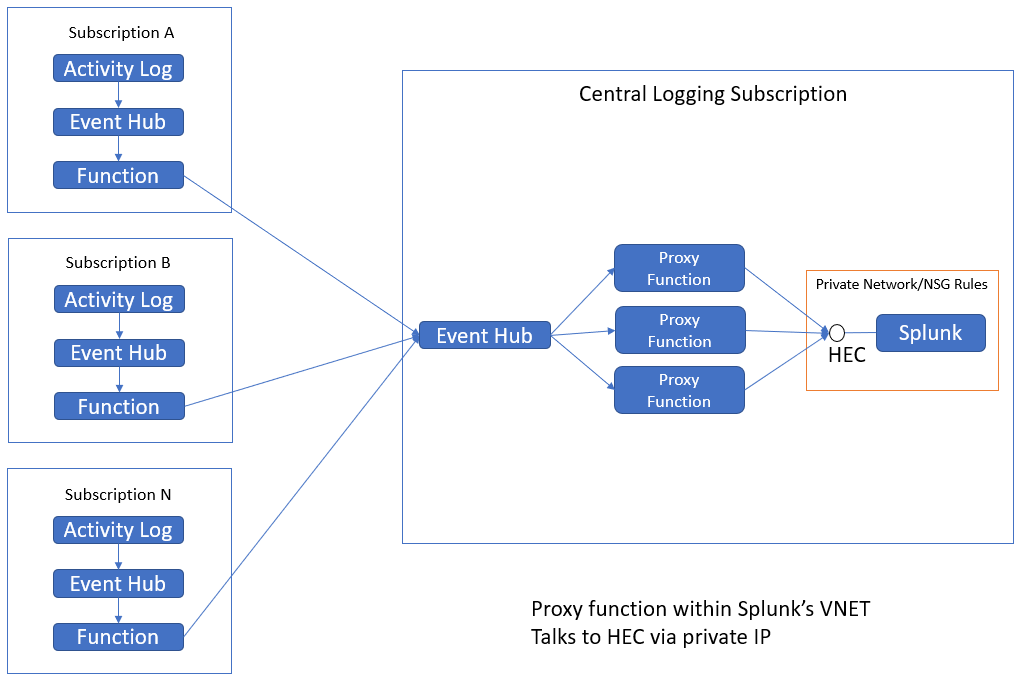 Subscription A
Activity Log
Event Hub
Function
Subscription B
Activity Log
Event Hub
Function
Subscription N
Activity Log
Event Hub
Function
Central Logging Subscription
Event Hub
Proxy
Function
Proxy
Function
Proxy
Function
Private Network/NSG Rules
HEC
Splunk
Proxy function within Splunk’s VNET
Talks to HEC via private IP